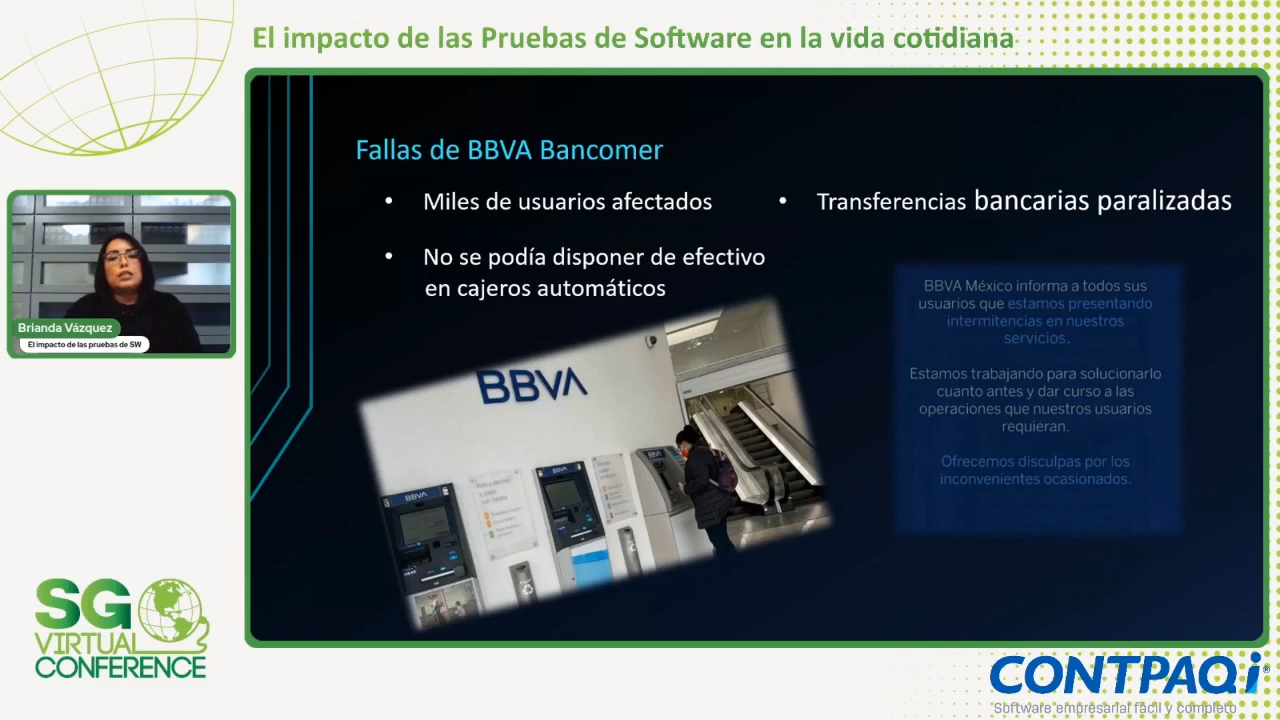 El impacto de las Pruebas de Software en la vida cotidiana
Fallas de BBVA Bancomer
• Miles de usuarios afectados
• No se podía disponer de efectivo
en cajeros automáticos
• Transferencias bancarias paralizadas
BBVA México informa a todos sus
usuarios que estamos presentando
intermitencias en nuestros
servicios.
Estamos trabajando para solucionarlo
cuanto antes y dar curso a las
operaciones que nuestros usuarios
requieran.
Ofrecemos disculpas por los
inconvenientes ocasionados.
BBVA
BBVA
BBVA
BBVA
Brianda Vázquez
El impacto de las pruebas de SW
SG
VIRTUAL
CONFERENCE
CONTPAQi®
Software empresarial fácil y completo